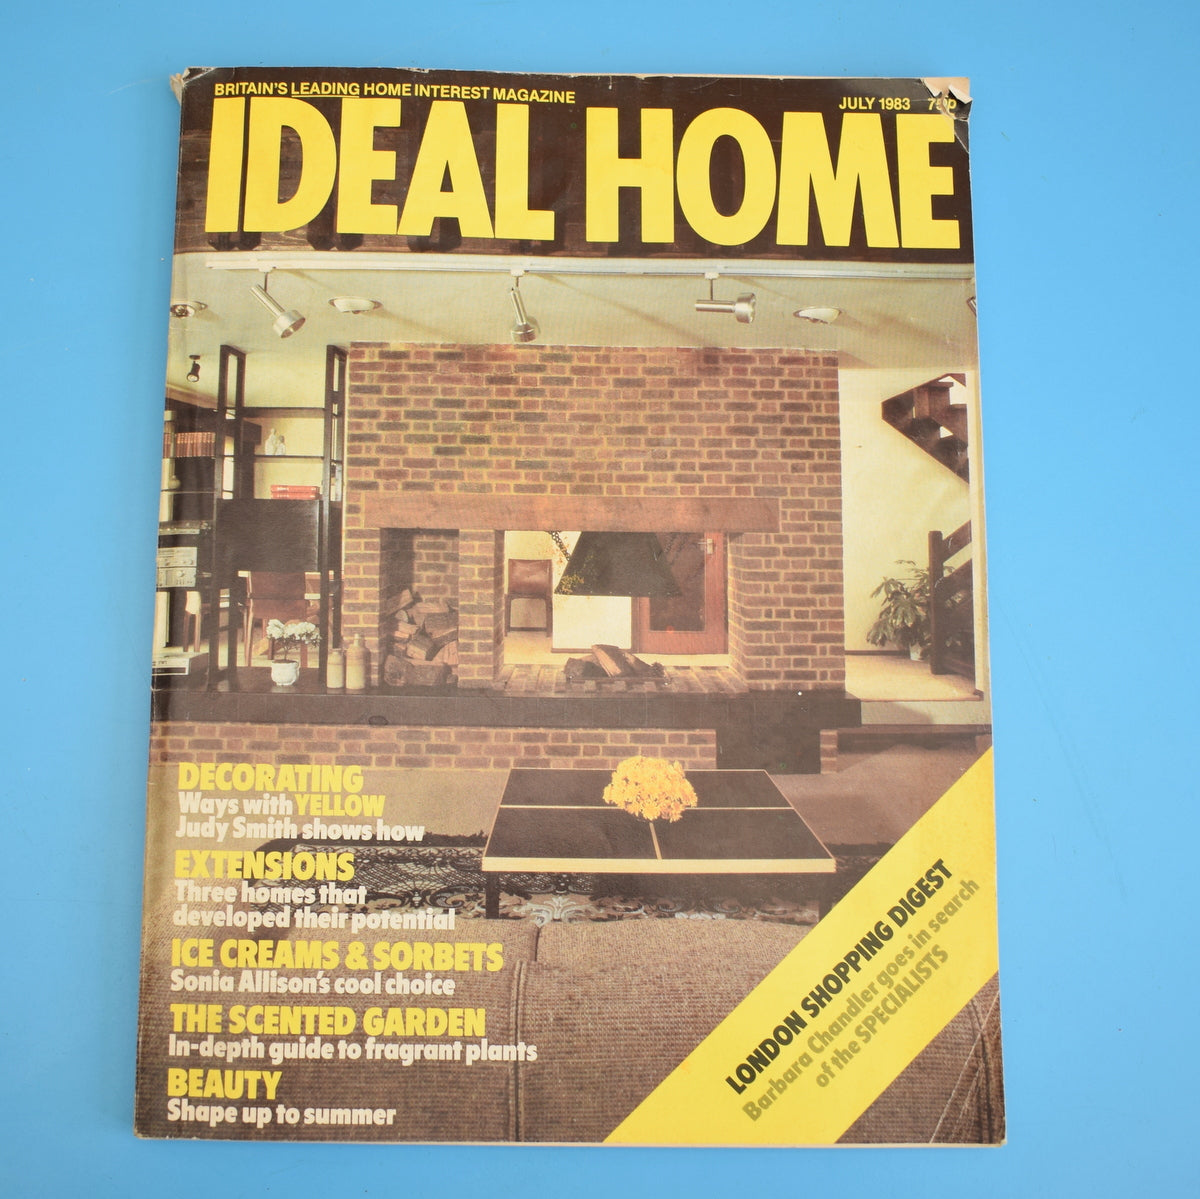 BRITAIN'S LEADING HOME INTEREST MAGAZINE
JULY 1983 75p
IDEAL HOME
DECORATING
Ways with YELLOW
Judy Smith shows how
EXTENSIONS
Three homes that
developed their potential
ICE CREAMS & SORBETS
Sonia Allison's cool choice
THE SCENTED GARDEN
In-depth guide to fragrant plants
BEAUTY
Shape up to summer
LONDON SHOPPING DIGEST
Barbara Chandler goes in search
of the SPECIALISTS